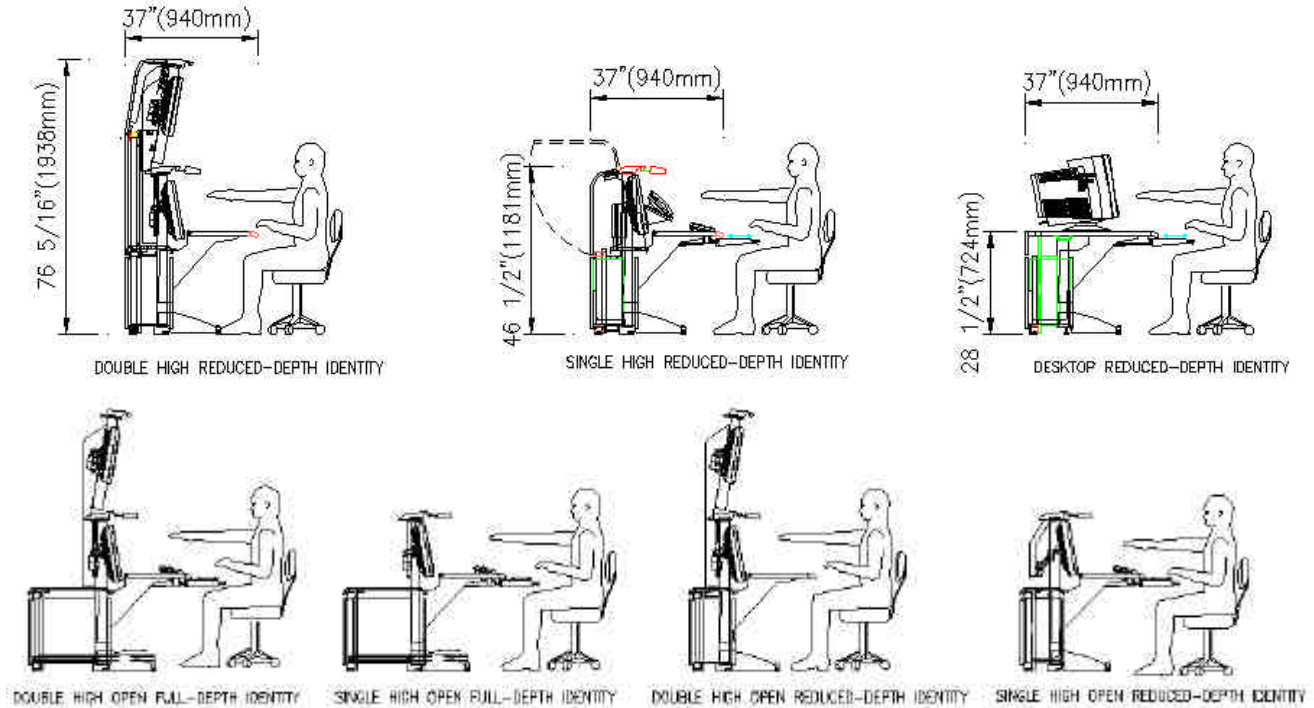 37"(940mm)
76 5/16"(1938mm)
DOUBLE HIGH REDUCED-DEPTH IDENTITY
37"(940mm)
46 1/2"(1181mm)
SINGLE HIGH REDUCED-DEPTH IDENTITY
37"(940mm)
28 1/2"(724mm)
DESKTOP REDUCED-DEPTH IDENTITY
DOUBLE HIGH OPEN FULL-DEPTH IDENTITY
SINGLE HIGH OPEN FULL-DEPTH IDENTITY
DOUBLE HIGH OPEN REDUCED-DEPTH IDENTITY
SINGLE HIGH OPEN REDUCED-DEPTH IDENTITY